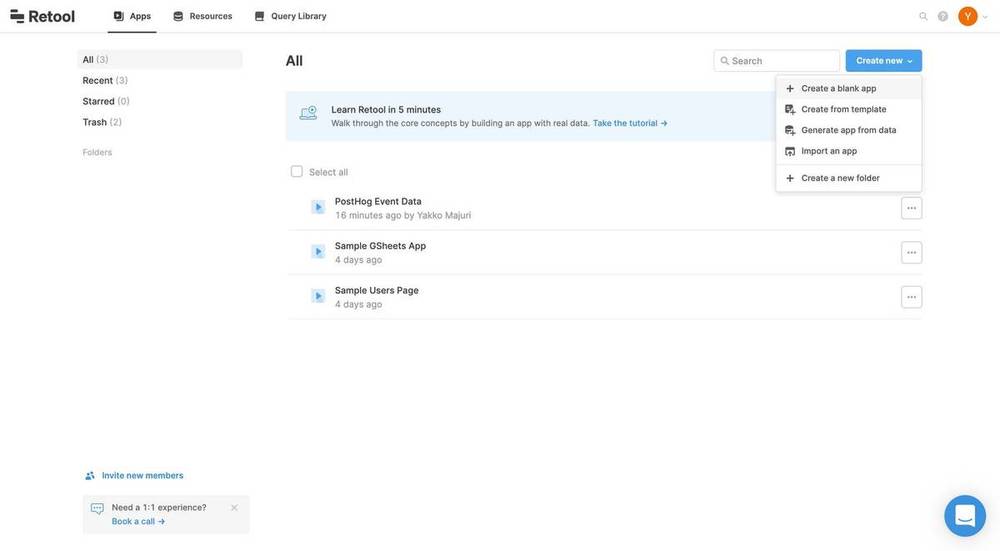 Retool
Apps
Resources
Query Library
Y
All (3)
Recent (3)
Starred (0)
Trash (2)
Folders
All
Search
Create new
Create a blank app
Create from template
Generate app from data
Import an app
Create a new folder
Learn Retool in 5 minutes
Walk through the core concepts by building an app with real data. Take the tutorial →
Select all
PostHog Event Data
16 minutes ago by Yakko Majuri
Sample GSheets App
4 days ago
Sample Users Page
4 days ago
Invite new members
Need a 1:1 experience?
Book a call →